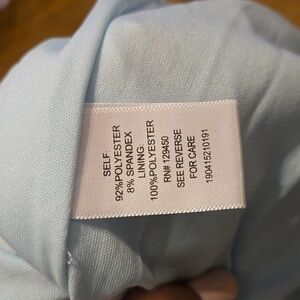 SELF:
92%POLYESTER
8% SPANDEX
LINING:
100%POLYESTER
RN# 129450
SEE REVERSE
FOR CARE
190415210191